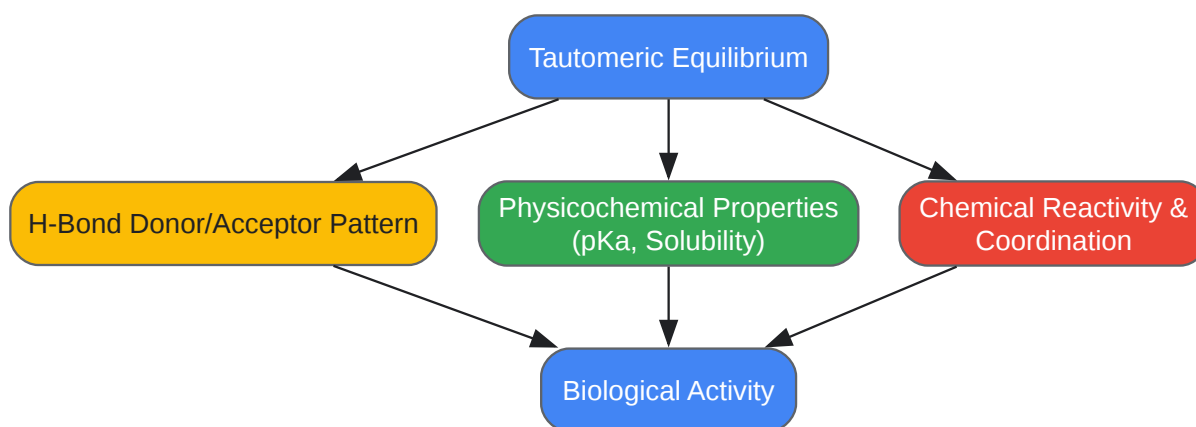 Tautomeric Equilibrium
H-Bond Donor/Acceptor Pattern
Physicochemical Properties
(pKa, Solubility)
Chemical Reactivity &
Coordination
Biological Activity